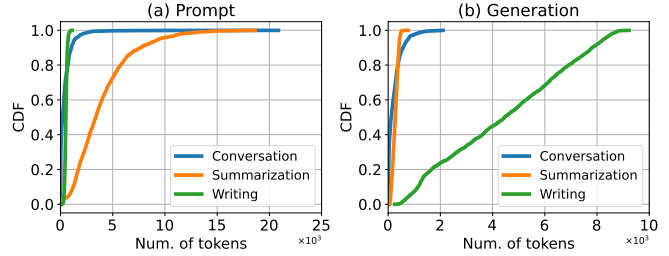 (a) Prompt
1.0
0.8
0.6
0.4
0.2
0.0
CDF
Conversation
Summarization
Writing
0 5 10 15 20 25
×10³
Num. of tokens
(b) Generation
1.0
0.8
0.6
0.4
0.2
0.0
CDF
Conversation
Summarization
Writing
0 2 4 6 8 10
×10³
Num. of tokens